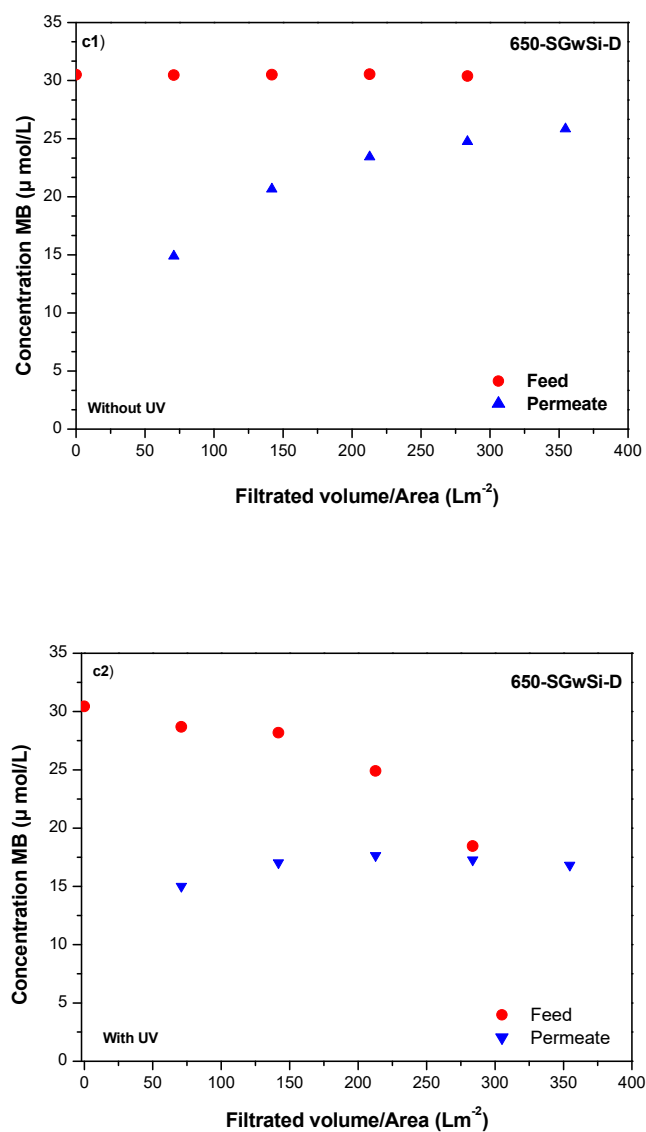 35
c1)
650-SGwSi-D
30
25
20
15
10
5
0
Concentration MB (µ mol/L)
Without UV
Feed
Permeate
0 50 100 150 200 250 300 350 400
Filtrated volume/Area (Lm⁻²)
35
c2)
650-SGwSi-D
30
25
20
15
10
5
0
Concentration MB (µ mol/L)
With UV
Feed
Permeate
0 50 100 150 200 250 300 350 400
Filtrated volume/Area (Lm⁻²)